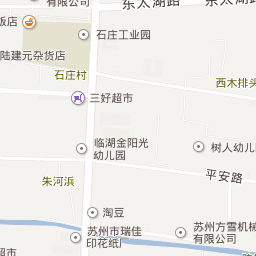 有限公司
东太湖路
东太湖路
饭店
石庄工业园
陆建元杂货店
石庄村
西木排头
三好超市
临湖金阳光
幼儿园
树人幼
平安路
朱河浜
淘豆
苏州市瑞佳
印花纸厂
苏州方雪机械
有限公司
超市